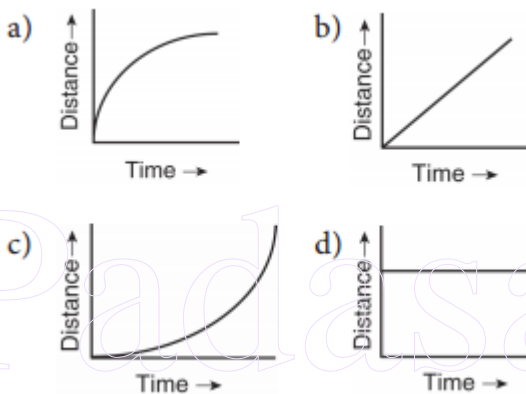 a) Distance →
Time →
b) Distance →
Time →
c) Distance →
Time →
d) Distance →
Time →
Padasa